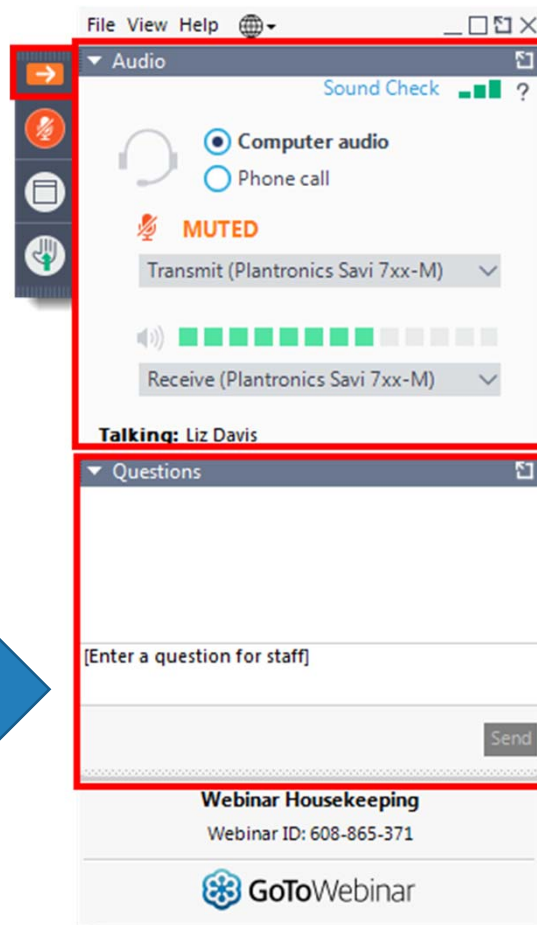 File View Help
Audio
Sound Check ?
Computer audio
Phone call
MUTED
Transmit (Plantronics Savi 7xx-M)
Receive (Plantronics Savi 7xx-M)
Talking: Liz Davis
Questions
[Enter a question for staff]
Send
Webinar Housekeeping
Webinar ID: 608-865-371
GoToWebinar